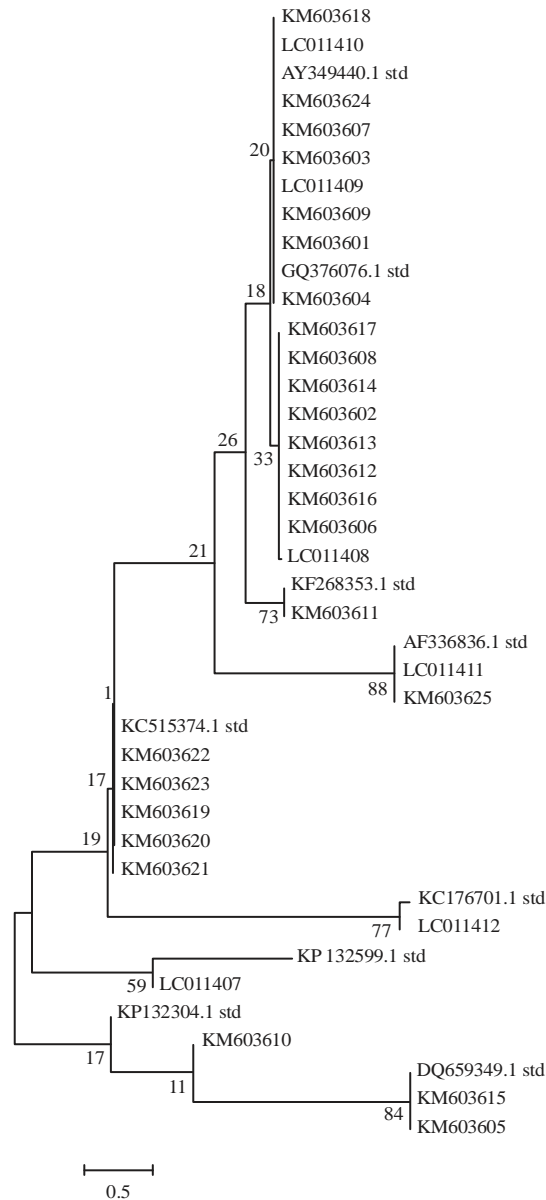 KM603618
LC011410
AY349440.1 std
KM603624
KM603607
20
KM603603
LC011409
KM603609
KM603601
GQ376076.1 std
18
KM603604
KM603617
KM603608
KM603614
KM603602
26
KM603613
33
KM603612
KM603616
KM603606
21
LC011408
KF268353.1 std
73
KM603611
AF336836.1 std
LC011411
88
KM603625
1
KC515374.1 std
KM603622
17
KM603623
KM603619
19
KM603620
KM603621
KC176701.1 std
77
LC011412
KP 132599.1 std
59
LC011407
KP132304.1 std
KM603610
17
DQ659349.1 std
11
KM603615
84
KM603605
0.5